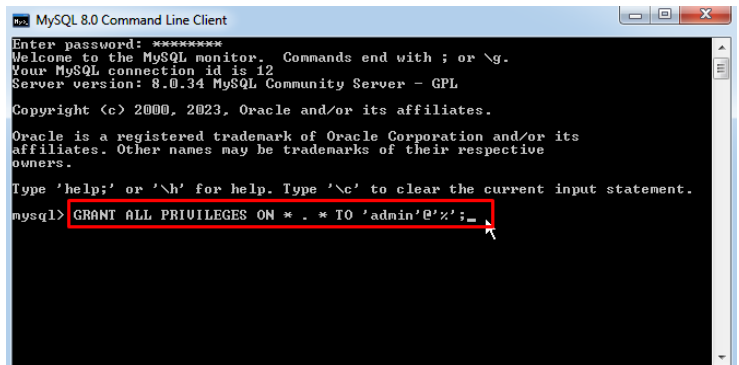 MySQL 8.0 Command Line Client
Enter password: ********
Welcome to the MySQL monitor.  Commands end with ; or \g.
Your MySQL connection id is 12
Server version: 8.0.34 MySQL Community Server - GPL
Copyright (c) 2000, 2023, Oracle and/or its affiliates.
Oracle is a registered trademark of Oracle Corporation and/or its
affiliates. Other names may be trademarks of their respective
owners.
Type 'help;' or '\h' for help. Type '\c' to clear the current input statement.
mysql> GRANT ALL PRIVILEGES ON * . * TO 'admin'@'%';_